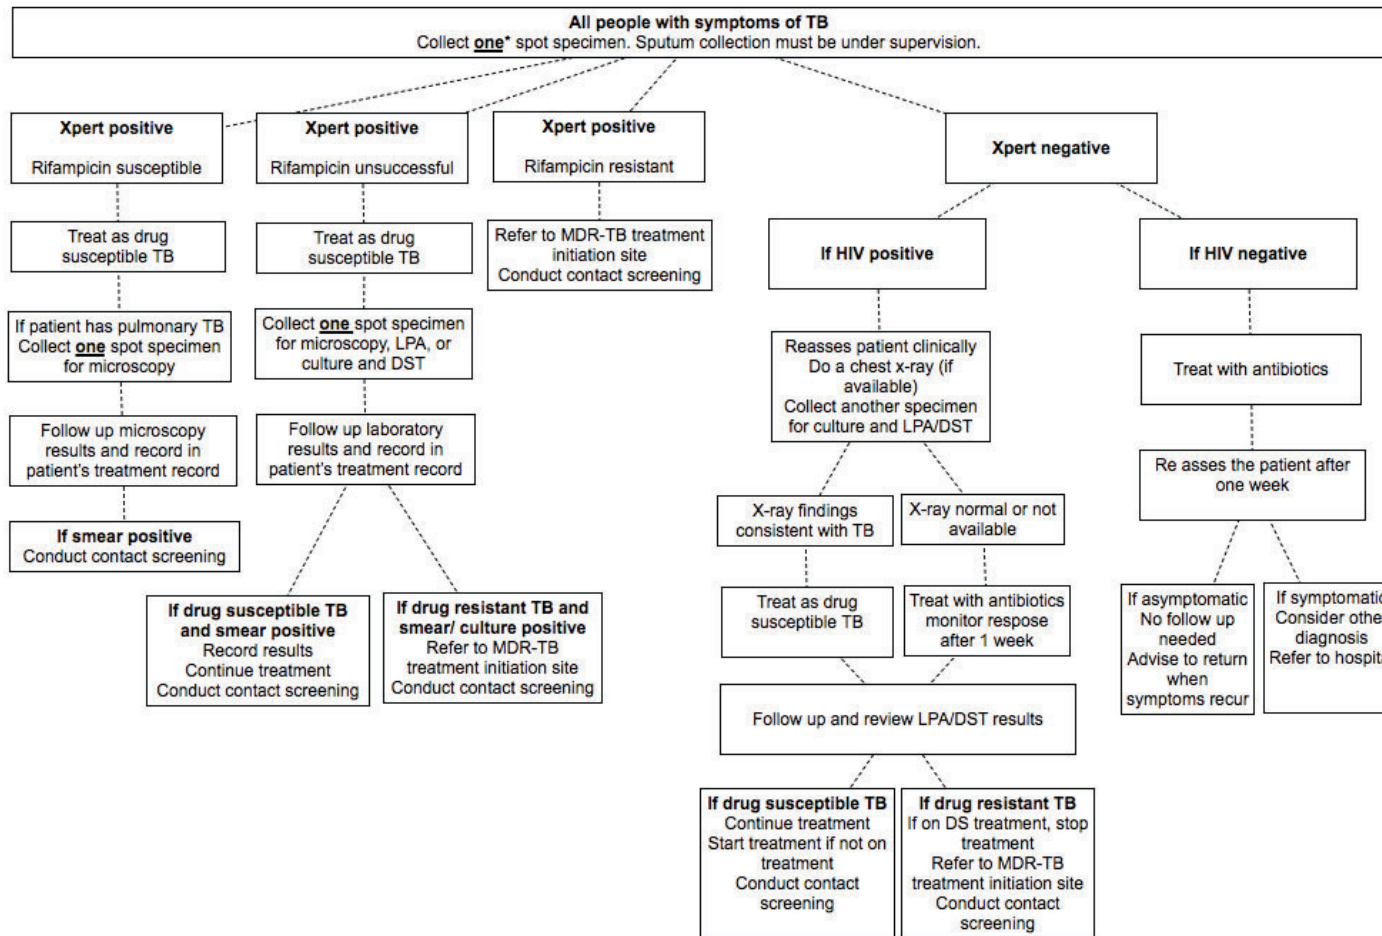 All people with symptoms of TB
Collect one* spot specimen. Sputum collection must be under supervision.
Xpert positive
Rifampicin susceptible
Treat as drug
susceptible TB
If patient has pulmonary TB
Collect one spot specimen
for microscopy
Follow up microscopy
results and record in
patient's treatment record
If smear positive
Conduct contact screening
Xpert positive
Rifampicin unsuccessful
Treat as drug
susceptible TB
Collect one spot specimen
for microscopy, LPA, or
culture and DST
Follow up laboratory
results and record in
patient's treatment record
If drug susceptible TB
and smear positive
Record results
Continue treatment
Conduct contact screening
If drug resistant TB and
smear/ culture positive
Refer to MDR-TB
treatment initiation site
Conduct contact screening
Xpert positive
Rifampicin resistant
Refer to MDR-TB treatment
initiation site
Conduct contact screening
Xpert negative
If HIV positive
Reasses patient clinically
Do a chest x-ray (if
available)
Collect another specimen
for culture and LPA/DST
X-ray findings
consistent with TB
Treat as drug
susceptible TB
X-ray normal or not
available
Treat with antibiotics
monitor respose
after 1 week
Follow up and review LPA/DST results
If drug susceptible TB
Continue treatment
Start treatment if not on
treatment
Conduct contact
screening
If drug resistant TB
If on DS treatment, stop
treatment
Refer to MDR-TB
treatment initiation site
Conduct contact
screening
If HIV negative
Treat with antibiotics
Re asses the patient after
one week
If asymptomatic
No follow up
needed
Advise to return
when
symptoms recur
If symptomatic
Consider othe
diagnosis
Refer to hospita